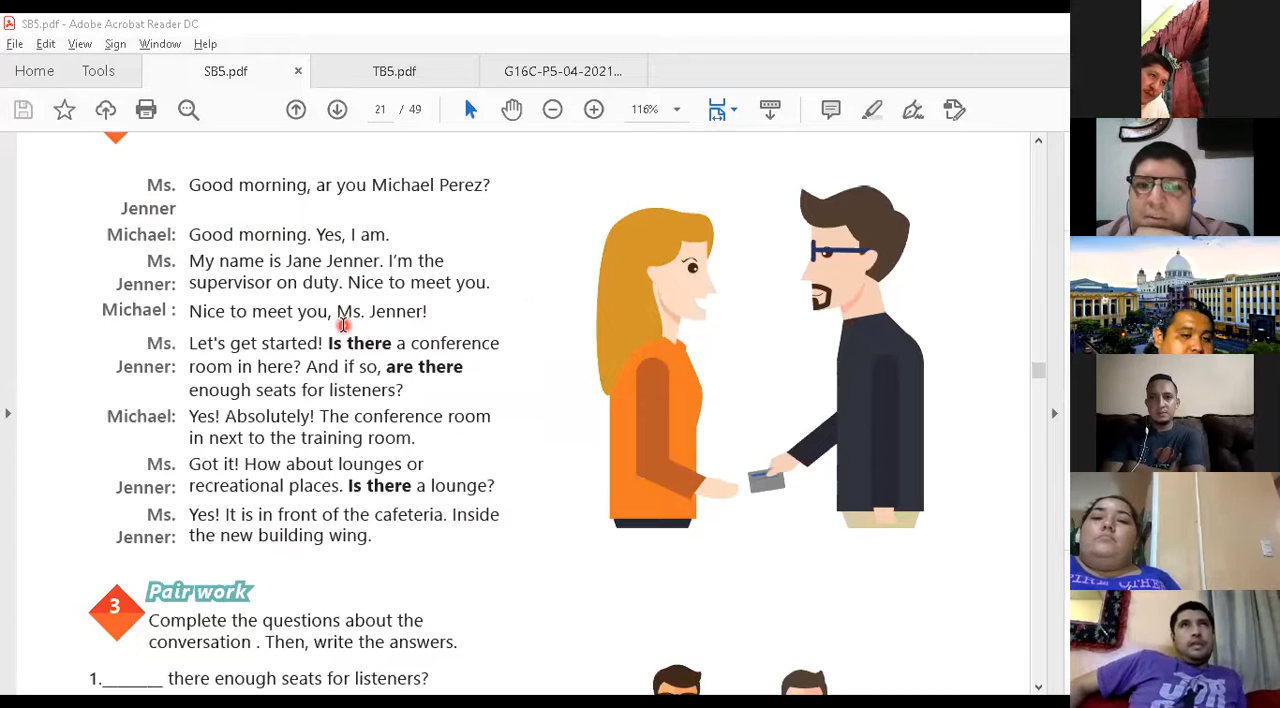 SB5.pdf - Adobe Acrobat Reader DC
File Edit View Sign Window Help
Home Tools SB5.pdf × TB5.pdf G16C-P5-04-2021...
21 / 49 116%
Ms. Good morning, ar you Michael Perez?
Jenner
Michael: Good morning. Yes, I am.
Ms. My name is Jane Jenner. I'm the
Jenner: supervisor on duty. Nice to meet you.
Michael : Nice to meet you, Ms. Jenner!
Ms. Let's get started! Is there a conference
Jenner: room in here? And if so, are there
enough seats for listeners?
Michael: Yes! Absolutely! The conference room
in next to the training room.
Ms. Got it! How about lounges or
Jenner: recreational places. Is there a lounge?
Ms. Yes! It is in front of the cafeteria. Inside
Jenner: the new building wing.
3 Pair work
Complete the questions about the
conversation . Then, write the answers.
1._______ there enough seats for listeners?